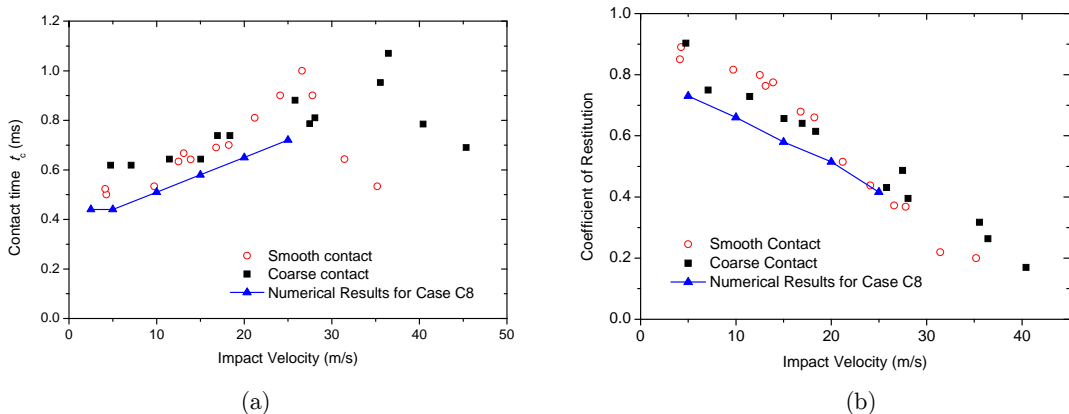 1.2
1.0
0.8
0.6
0.4
0.2
0.0
0
10
20
30
40
50
Contact time t_c (ms)
Impact Velocity (m/s)
Smooth contact
Coarse contact
Numerical Results for Case C8
(a)
1.0
0.8
0.6
0.4
0.2
0.0
0
10
20
30
40
Coefficient of Restitution
Impact Velocity (m/s)
Smooth Contact
Coarse Contact
Numerical Results for Case C8
(b)